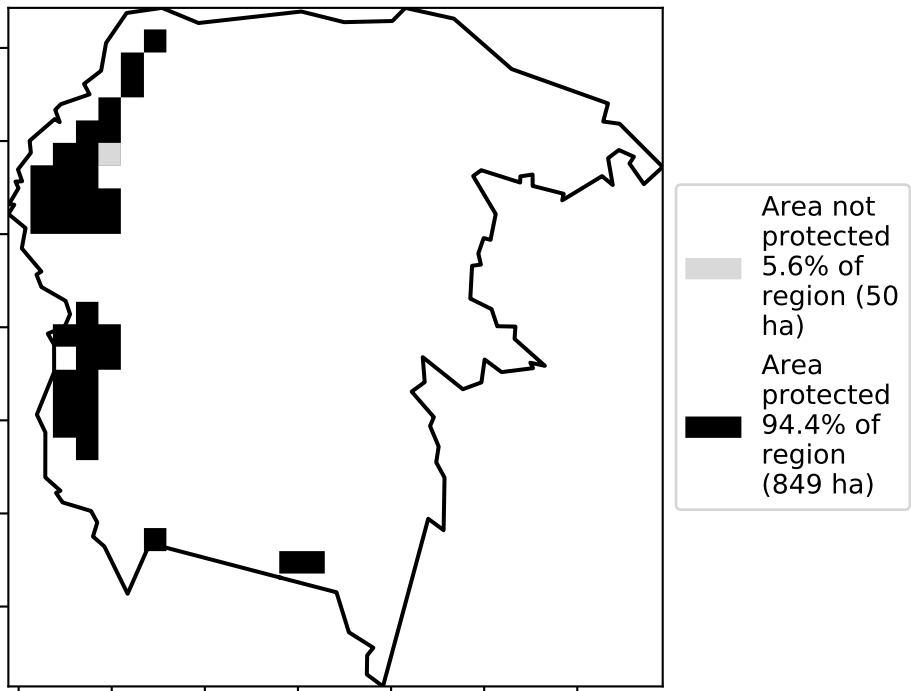 Area not
protected
5.6% of
region (50
ha)
Area
protected
94.4% of
region
(849 ha)